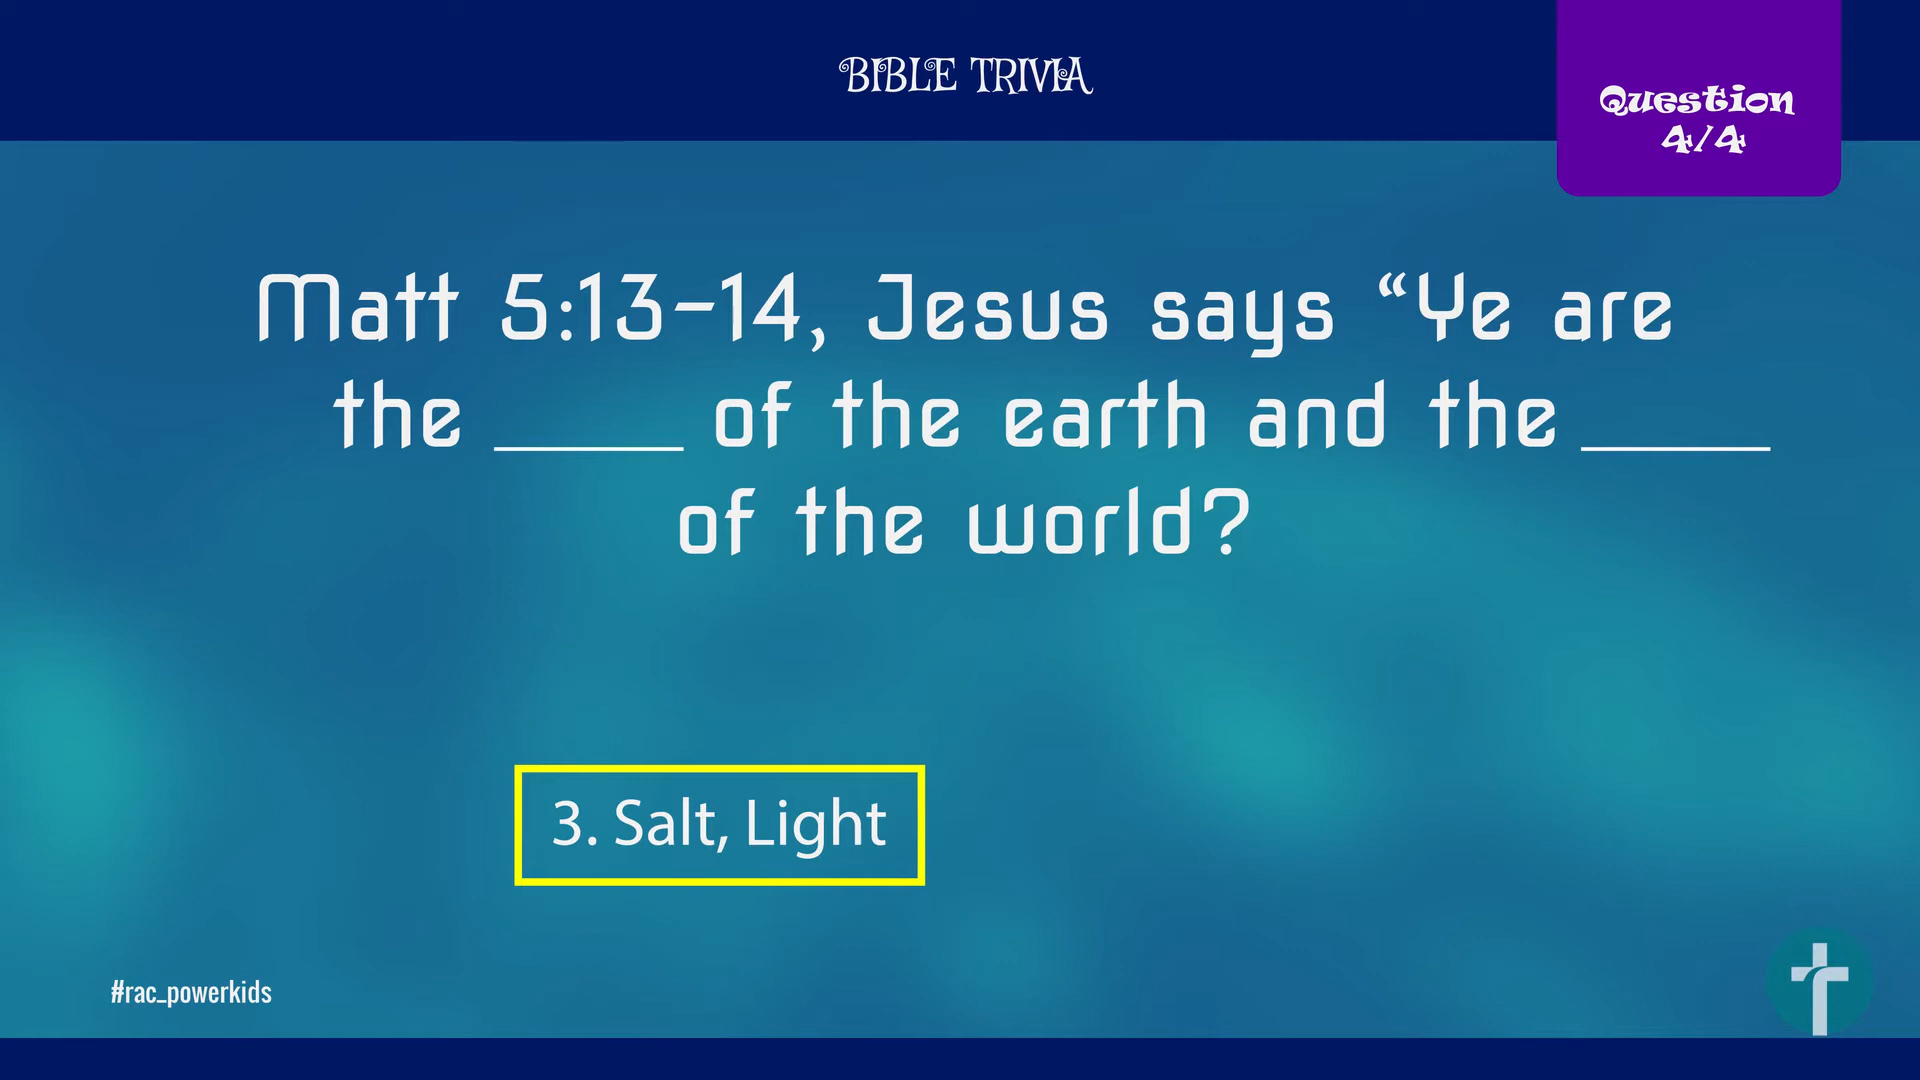 BIBLE TRIVIA
Question
4/4
Matt 5:13-14, Jesus says “Ye are
the _____ of the earth and the _____
of the world?
3. Salt, Light
#rac_powerkids